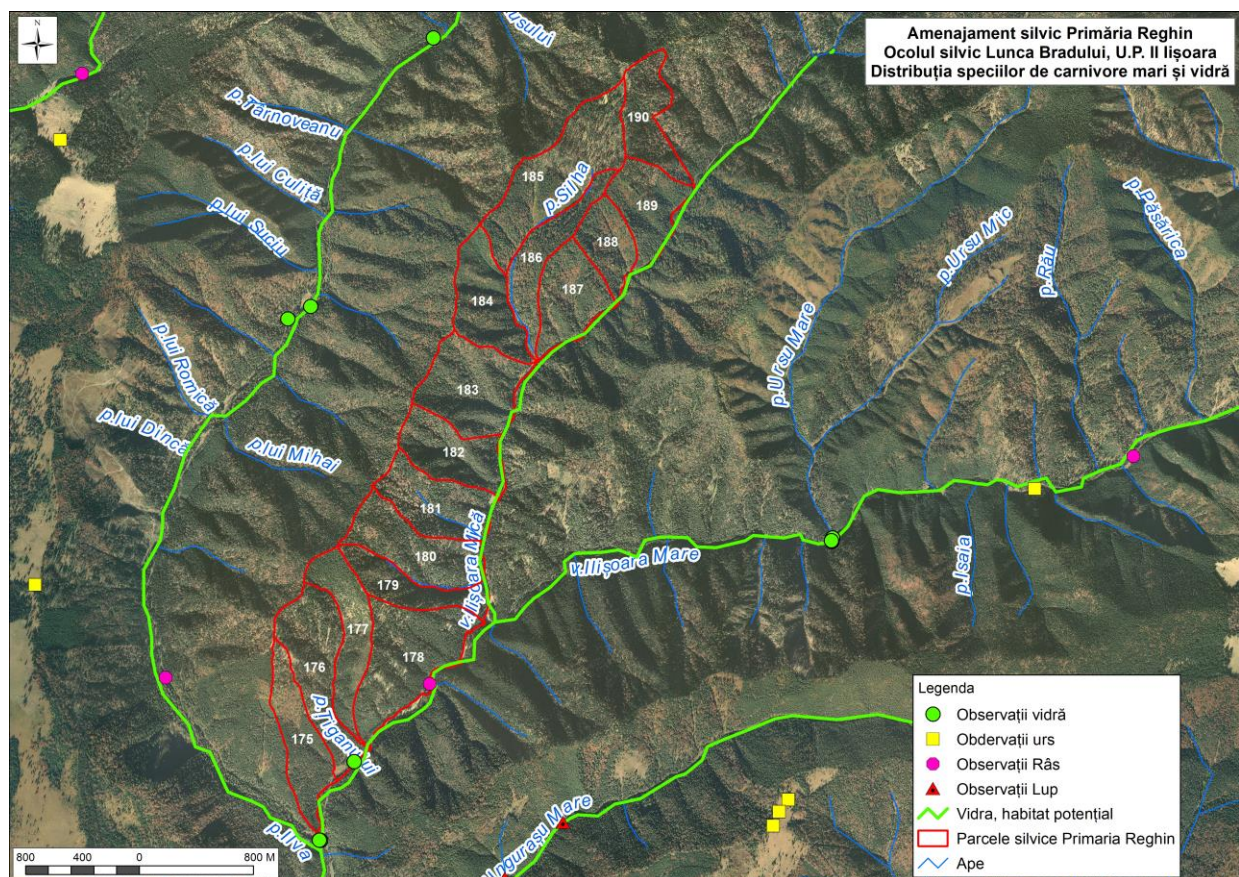 N
Amenajament silvic Primăria Reghin
Ocolul silvic Lunca Bradului, U.P. II Iișoara
Distribuția speciilor de carnivore mari și vidră
usului
p.Târnoveanu
p.lui Culiță
p.lui Suciu
p.lui Romică
p.lui Dincă
p.lui Mihai
p.Silha
190
185
189
188
186
187
184
183
182
181
180
179
177
178
176
175
v.Ilișoara Mică
v.Ilișoara Mare
p.Ursu Mare
p.Ursu Mic
p.Rău
p.Păsărica
p.Isaia
p.Țiganului
p.Ilva
Ungurașu Mare
Legenda
Observații vidră
Obdervații urs
Observații Râs
Observații Lup
Vidra, habitat potențial
Parcele silvice Primaria Reghin
Ape
800 400 0 800 M